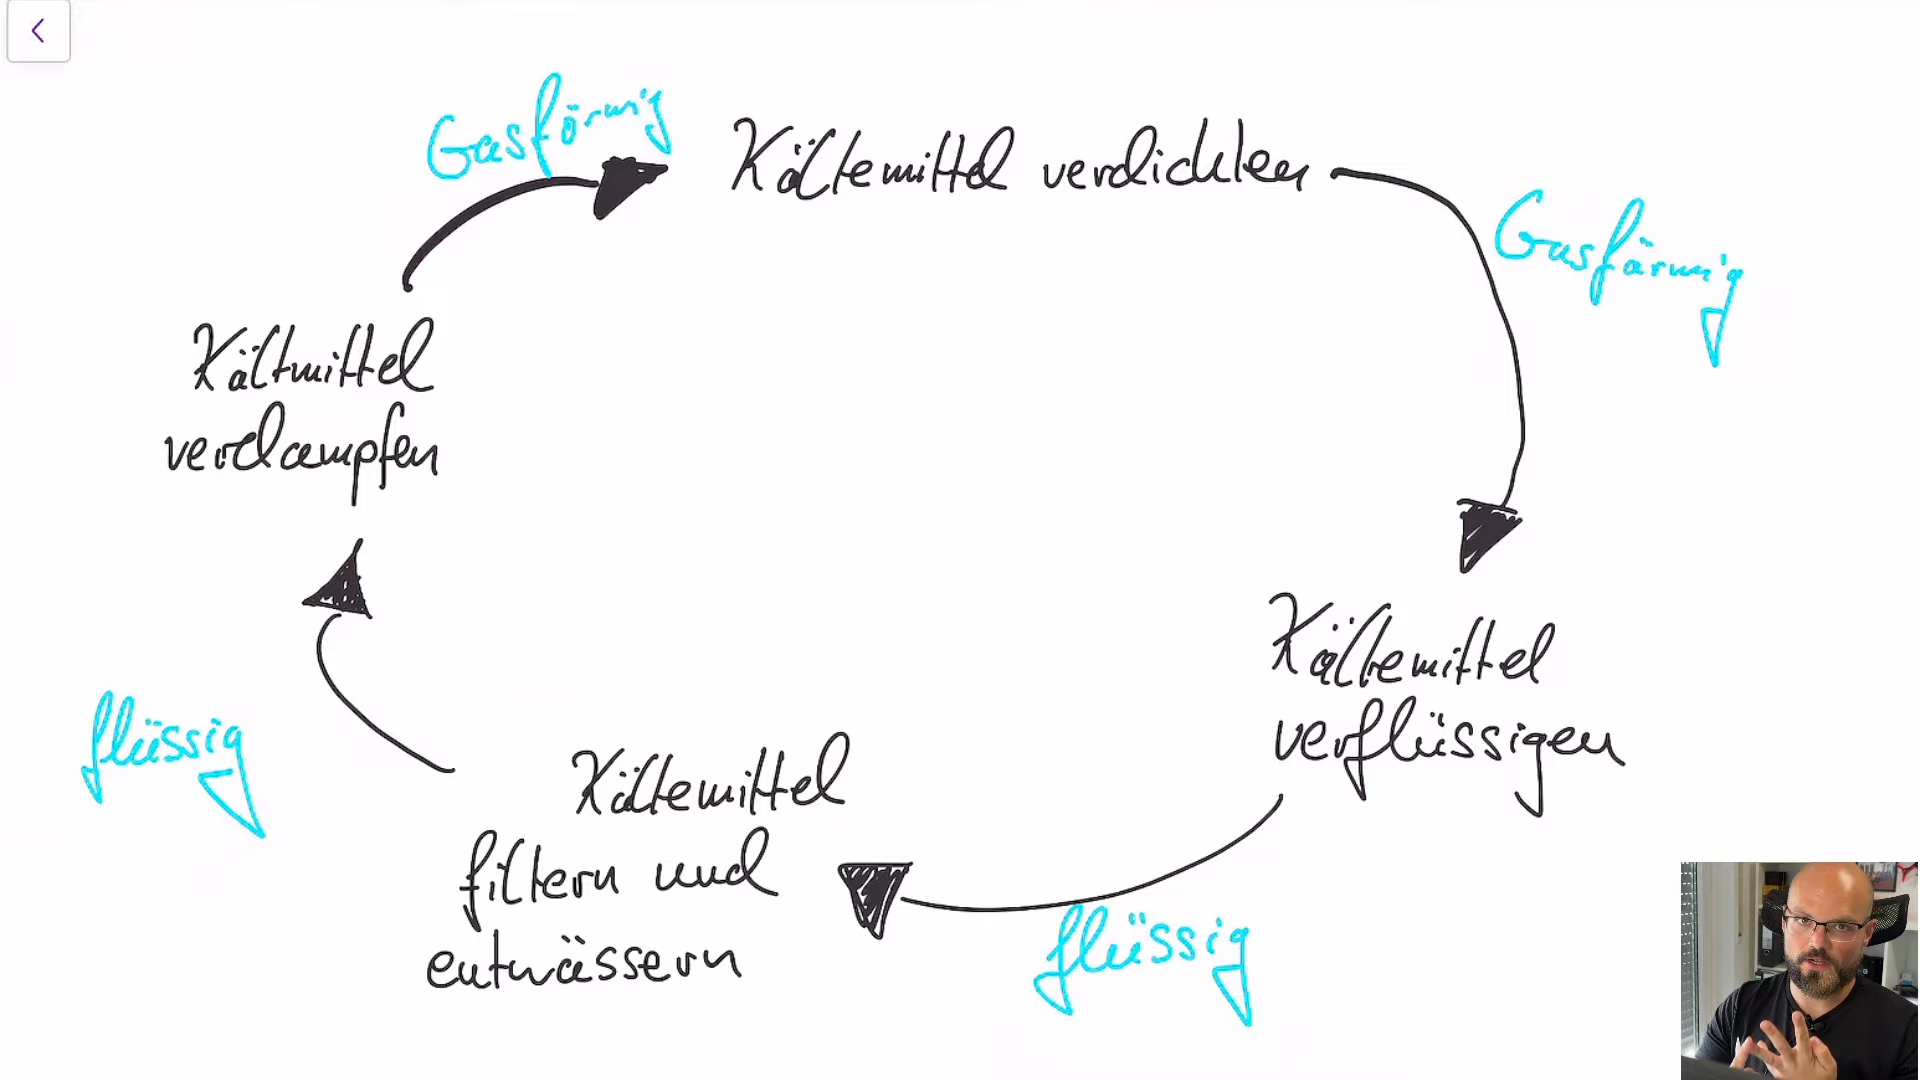 Gasförmig
Kältemittel verdichten
Gasförmig
Kältmittel
verdampfen
Kältemittel
verflüssigen
flüssig
Kältemittel
filtern und
entwässern
flüssig